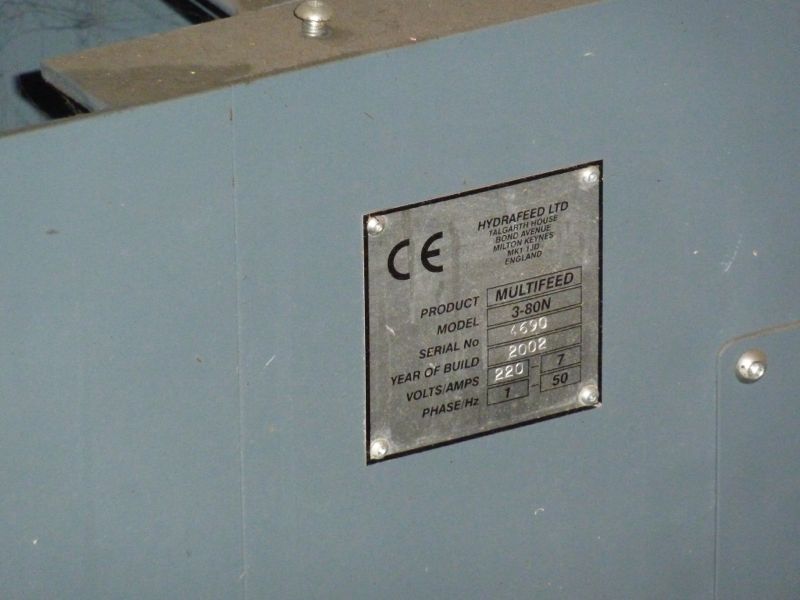 CE
HYDRAFEED LTD
TALGARTH HOUSE
BOND AVENUE
MILTON KEYNES
MK1 1JD
ENGLAND
PRODUCT MULTIFEED
MODEL 3-80N
SERIAL No 4690
YEAR OF BUILD 2002
VOLTS/AMPS 220 - 7
PHASE/Hz 1 - 50